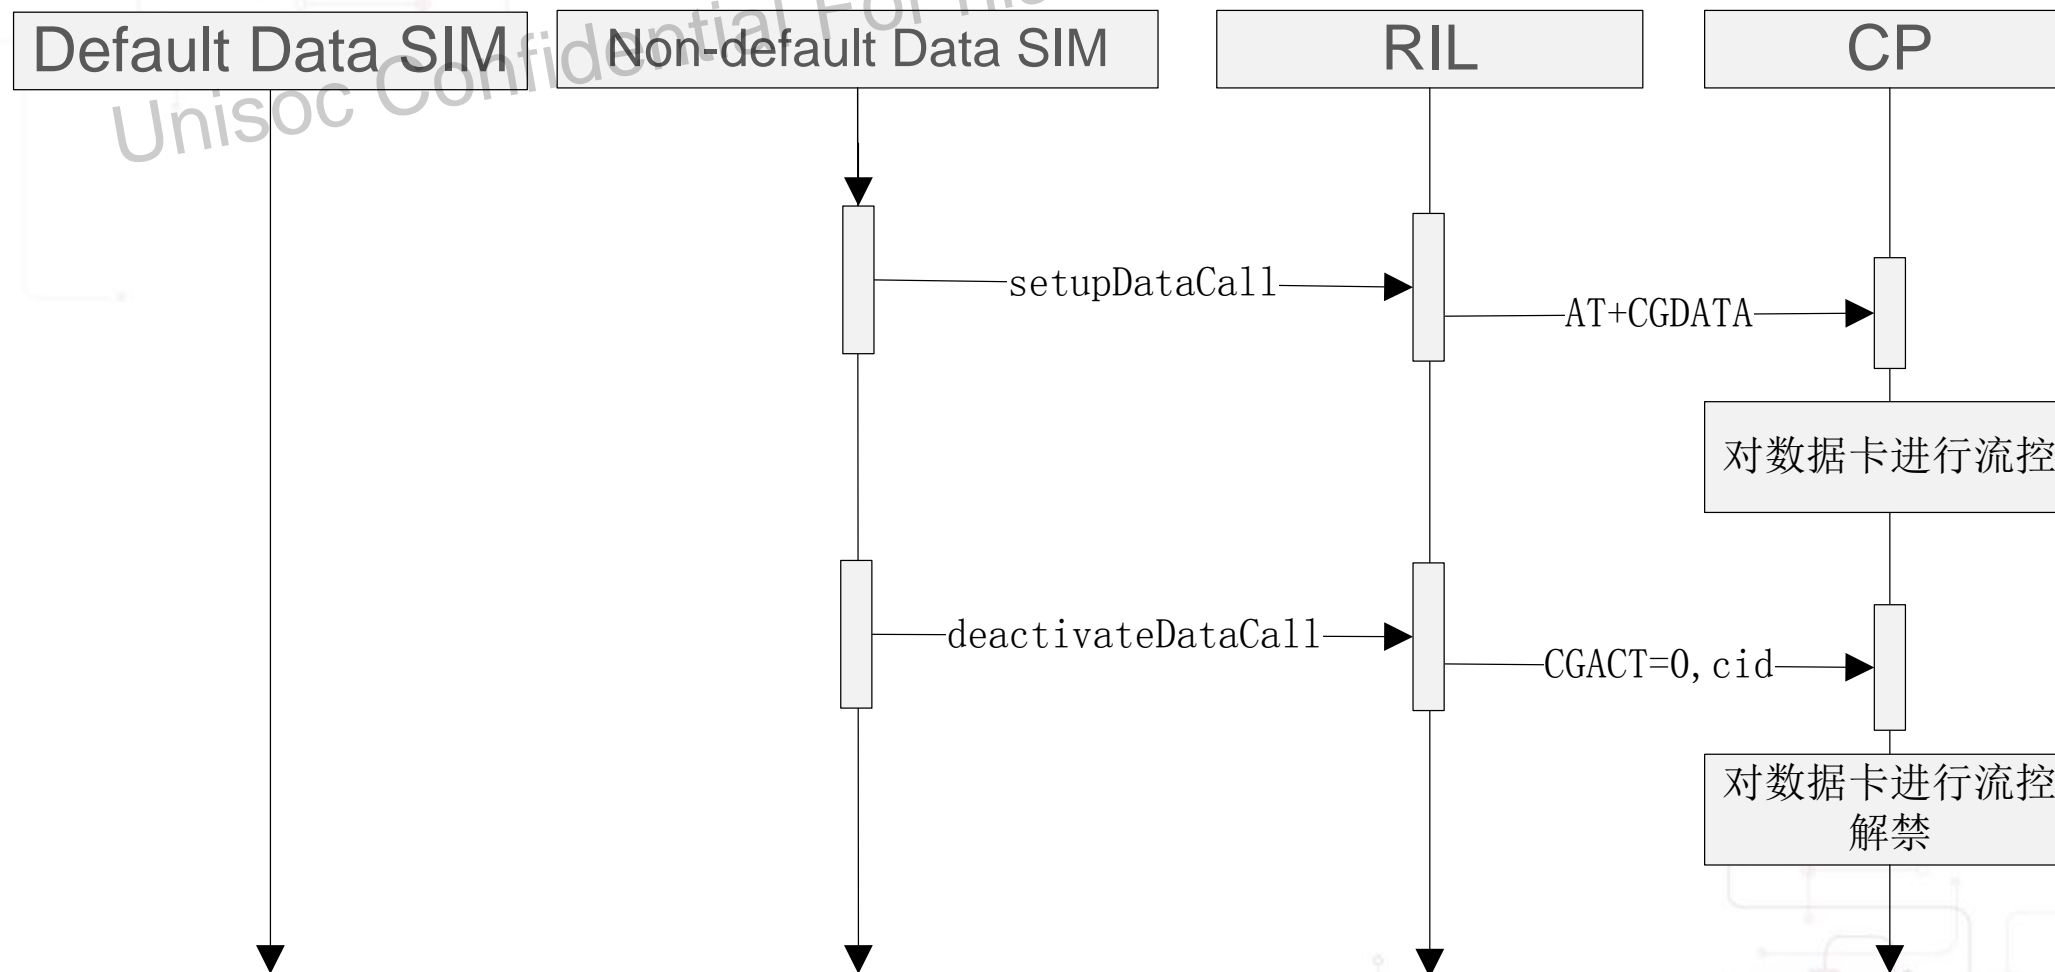 Default Data SIM
Non-default Data SIM
RIL
CP
Unisoc Confidential For
setupDataCall
AT+CGDATA
对数据卡进行流控
deactivateDataCall
CGACT=0,cid
对数据卡进行流控
解禁